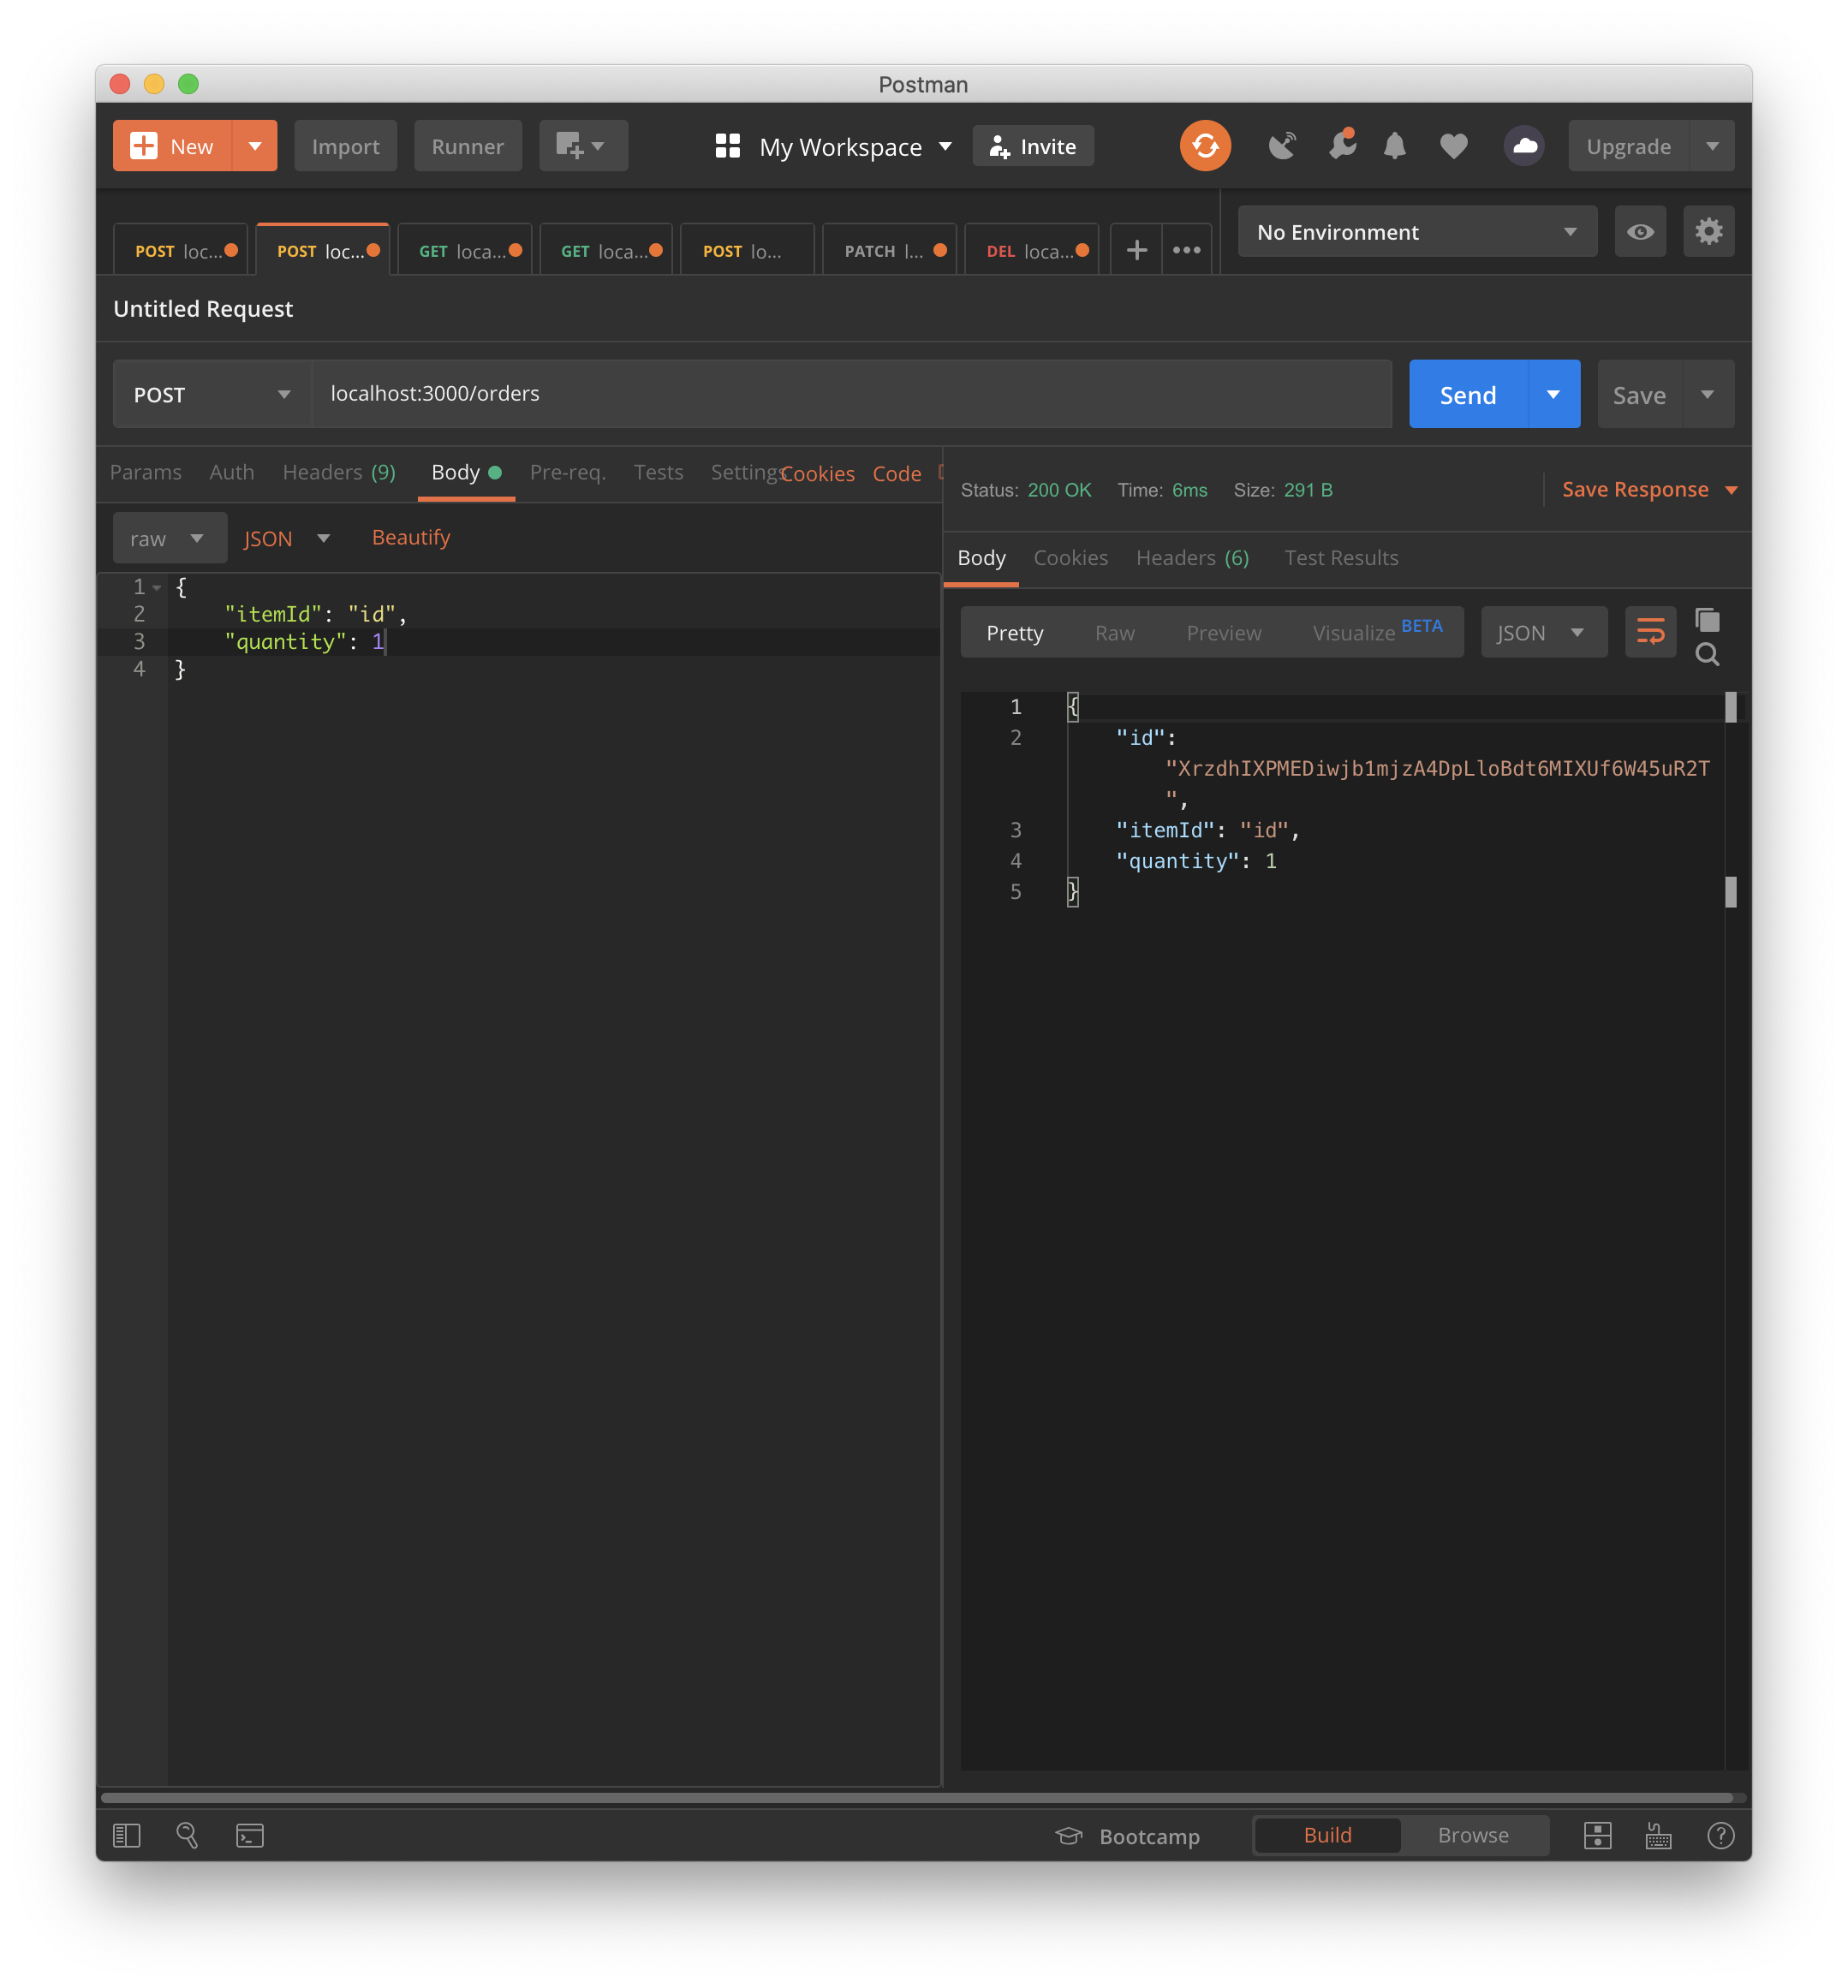 Postman
New Import Runner My Workspace Invite Upgrade
POST loc... POST loc... GET loca... GET loca... POST lo... PATCH l... DEL loca... No Environment
Untitled Request
POST localhost:3000/orders Send Save
Params Auth Headers (9) Body Pre-req. Tests Settings Cookies Code
raw JSON Beautify
1 {
2 "itemId": "id",
3 "quantity": 1
4 }
Status: 200 OK Time: 6ms Size: 291 B Save Response
Body Cookies Headers (6) Test Results
Pretty Raw Preview Visualize BETA JSON
1 {
2 "id":
"XrzdhIXPMEDiwjb1mjzA4DpLloBdt6MIXUf6W45uR2T
",
3 "itemId": "id",
4 "quantity": 1
5 }
Bootcamp Build Browse